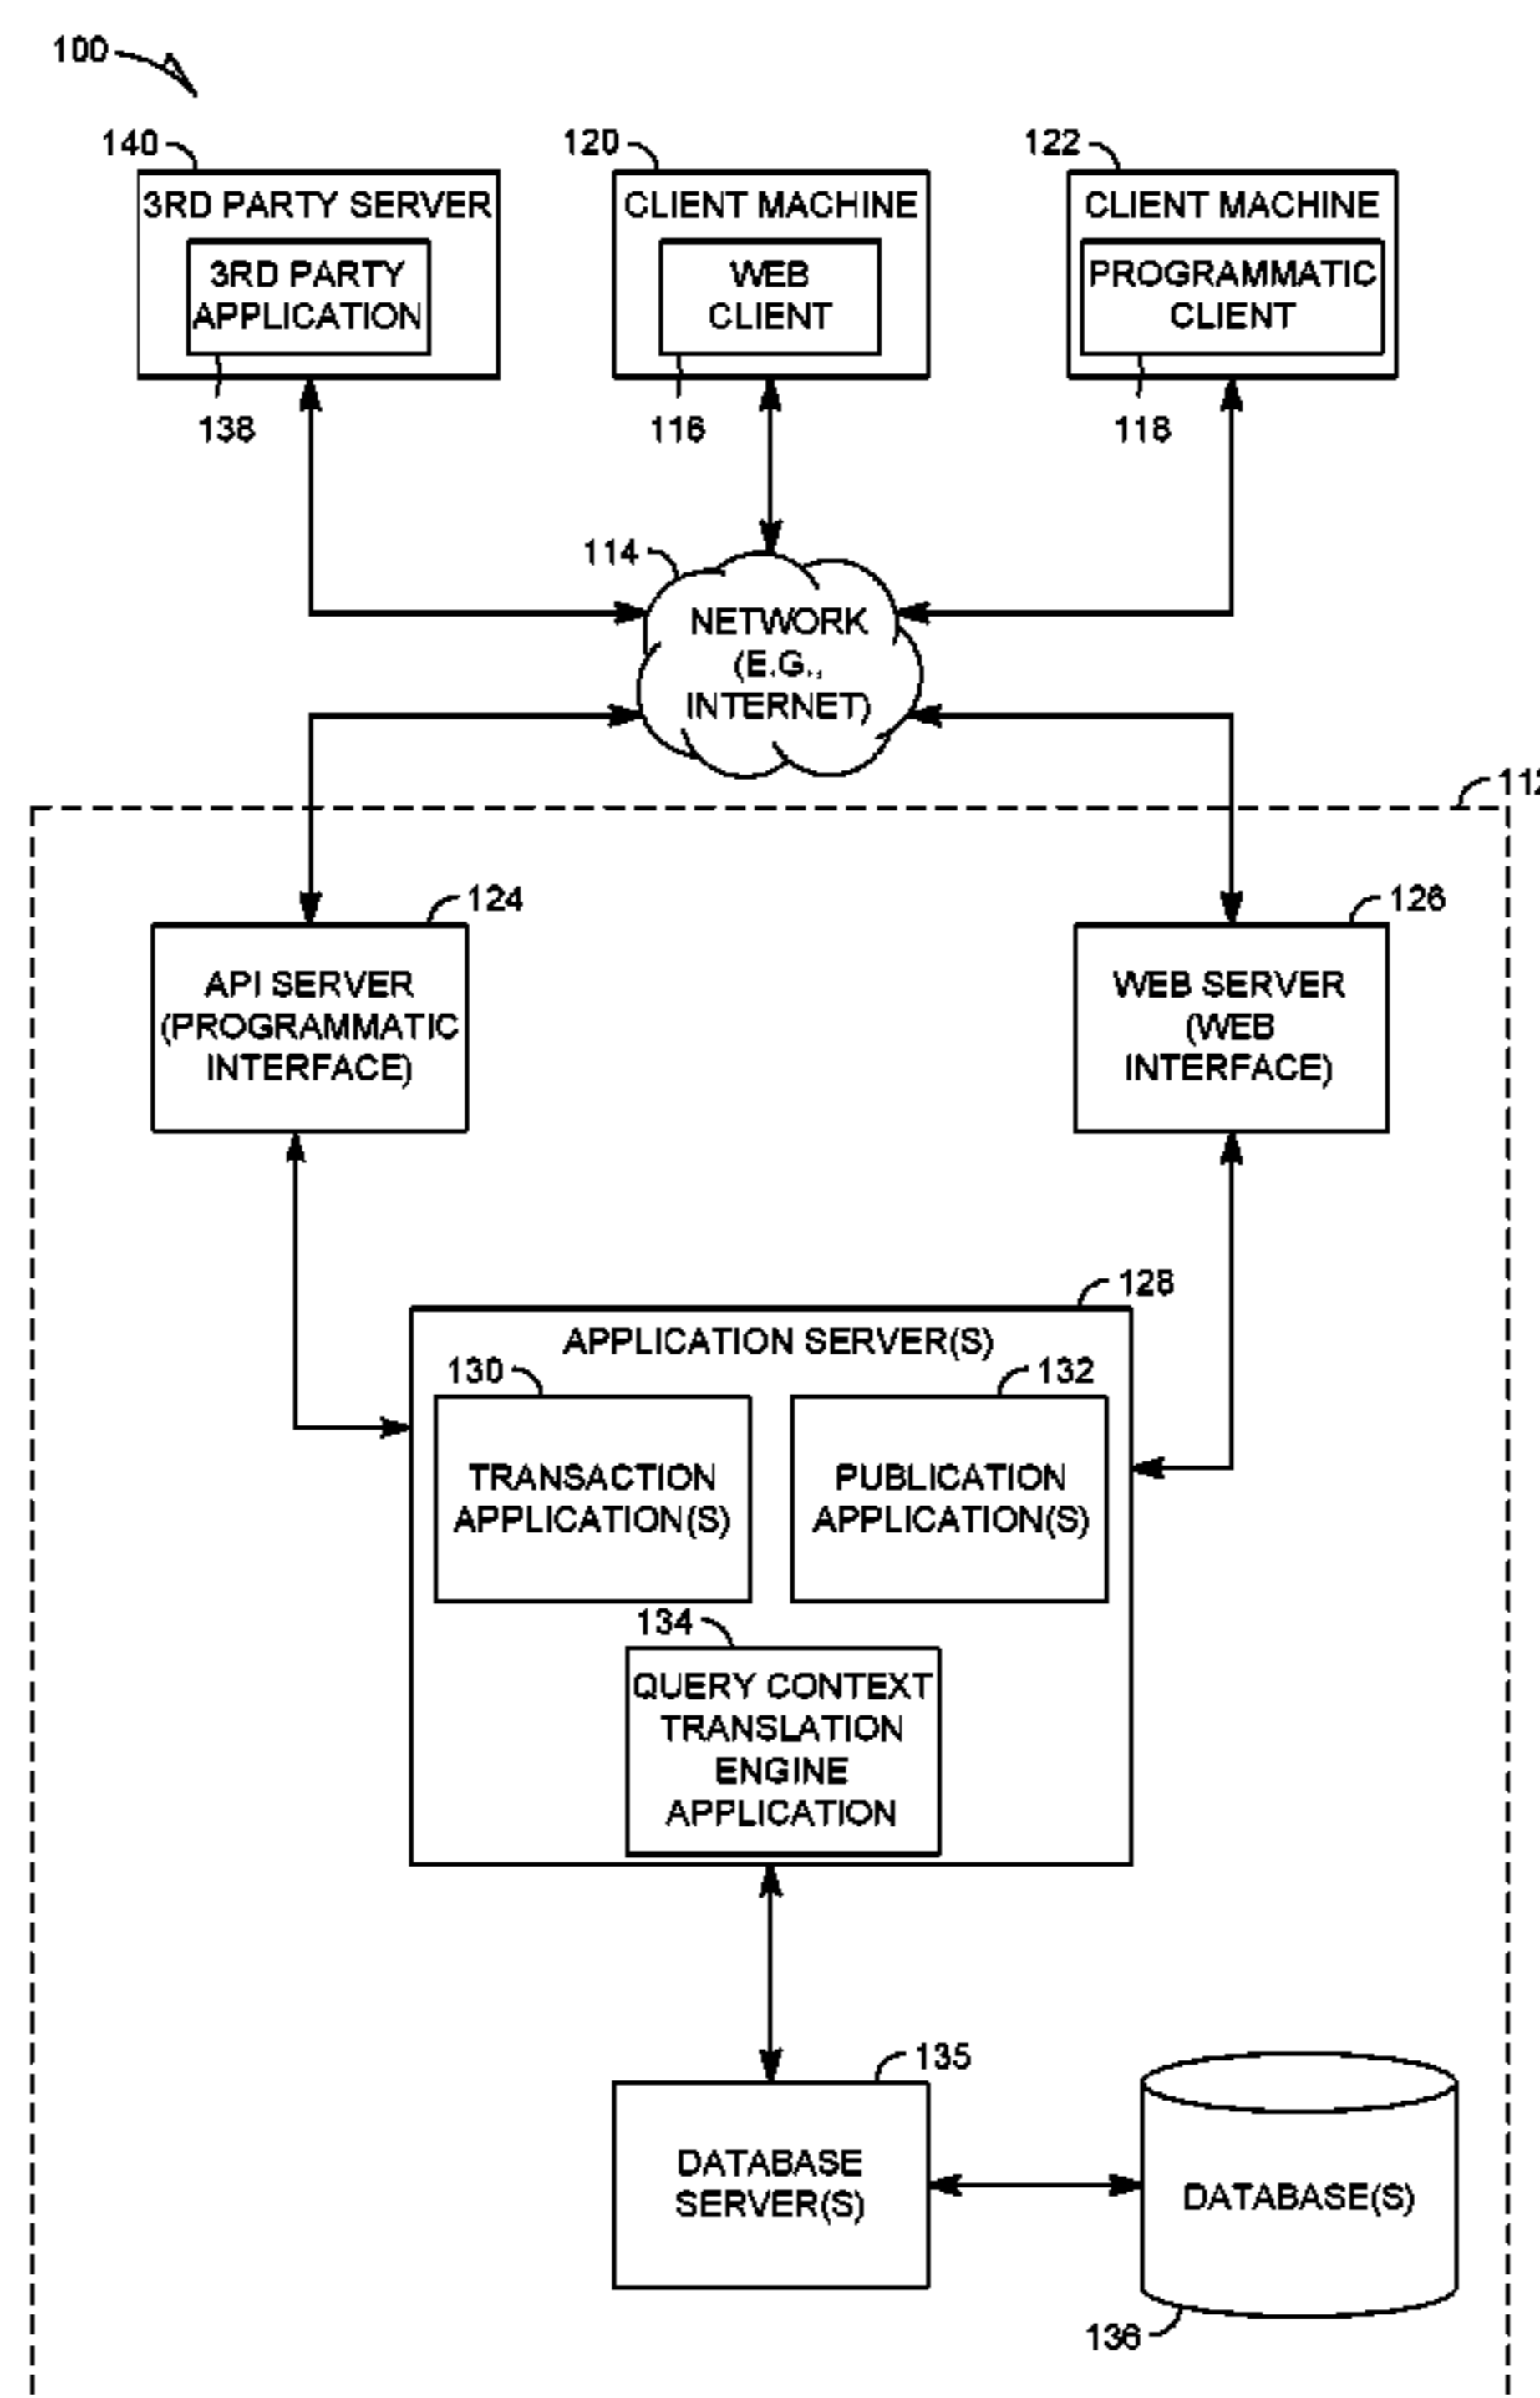 100
140
3RD PARTY SERVER
3RD PARTY
APPLICATION
138
120
CLIENT MACHINE
WEB
CLIENT
116
122
CLIENT MACHINE
PROGRAMMATIC
CLIENT
118
114
NETWORK
(E.G.,
INTERNET)
112
124
API SERVER
(PROGRAMMATIC
INTERFACE)
126
WEB SERVER
(WEB
INTERFACE)
128
APPLICATION SERVER(S)
130
TRANSACTION
APPLICATION(S)
132
PUBLICATION
APPLICATION(S)
134
QUERY CONTEXT
TRANSLATION
ENGINE
APPLICATION
135
DATABASE
SERVER(S)
DATABASE(S)
136